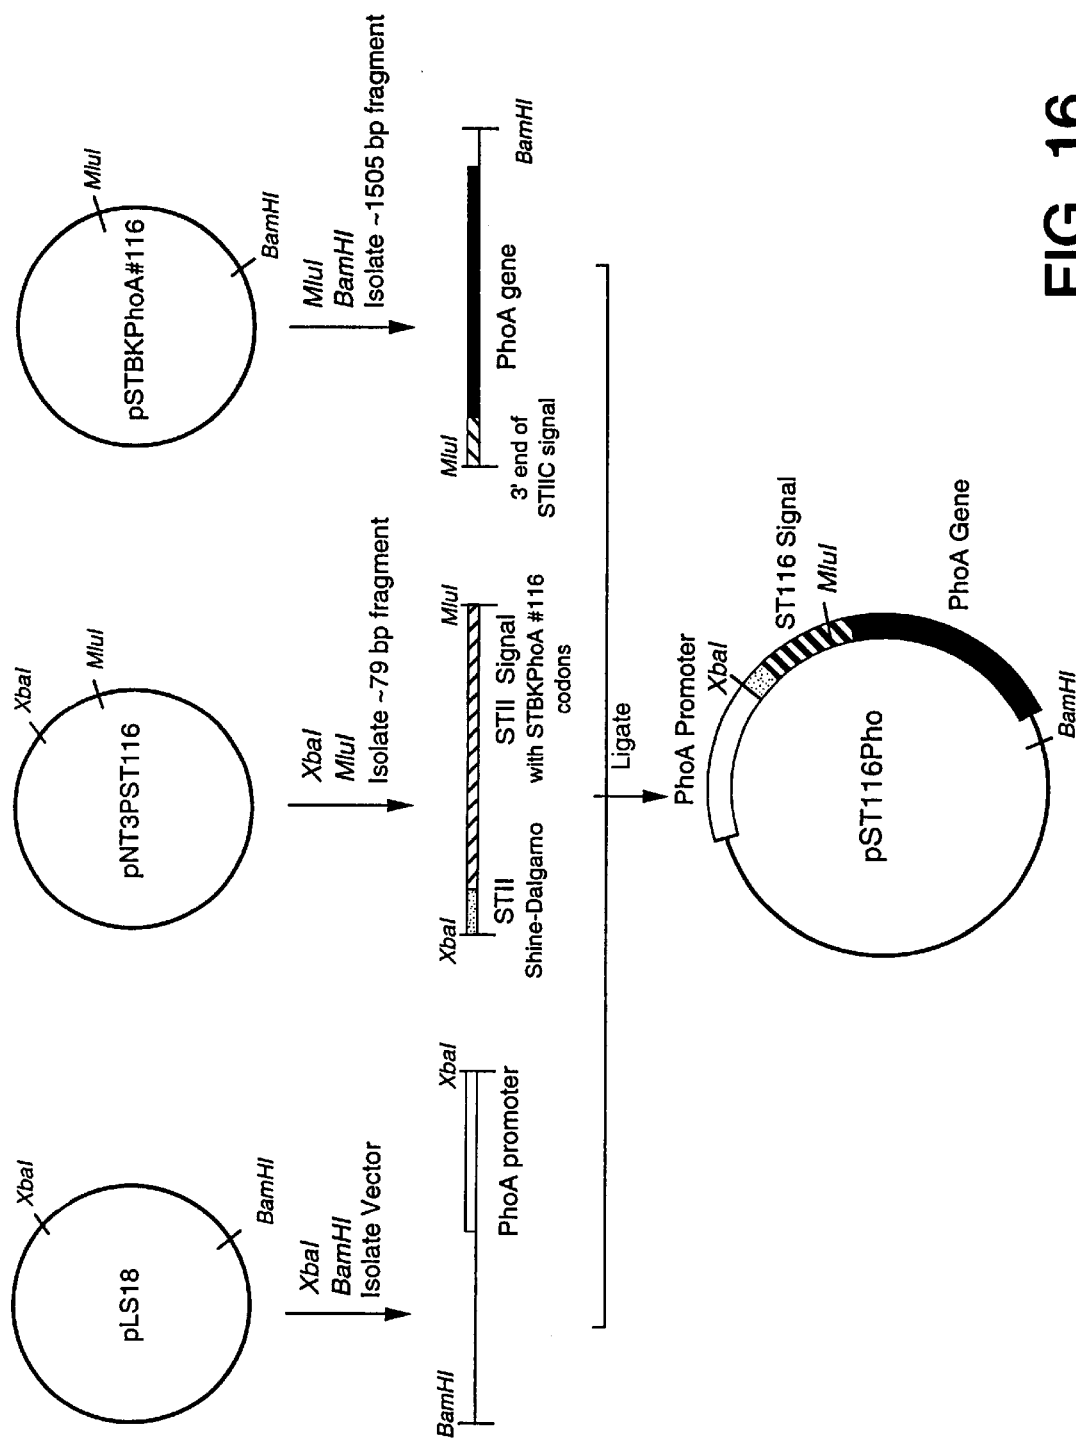 pLS18
XbaI
BamHI
XbaI
BamHI
Isolate Vector
BamHI
XbaI
PhoA promoter
pNT3PST116
XbaI
MluI
XbaI
MluI
Isolate ~79 bp fragment
XbaI
MluI
STII
Shine-Dalgarno
STII Signal
with STBKPhoA #116
codons
pSTBKPhoA#116
MluI
BamHI
MluI
BamHI
Isolate ~1505 bp fragment
MluI
BamHI
3' end of
STIIC signal
PhoA gene
Ligate
PhoA Promoter
XbaI
ST116 Signal
MluI
PhoA Gene
BamHI
pST116Pho
FIG. 16